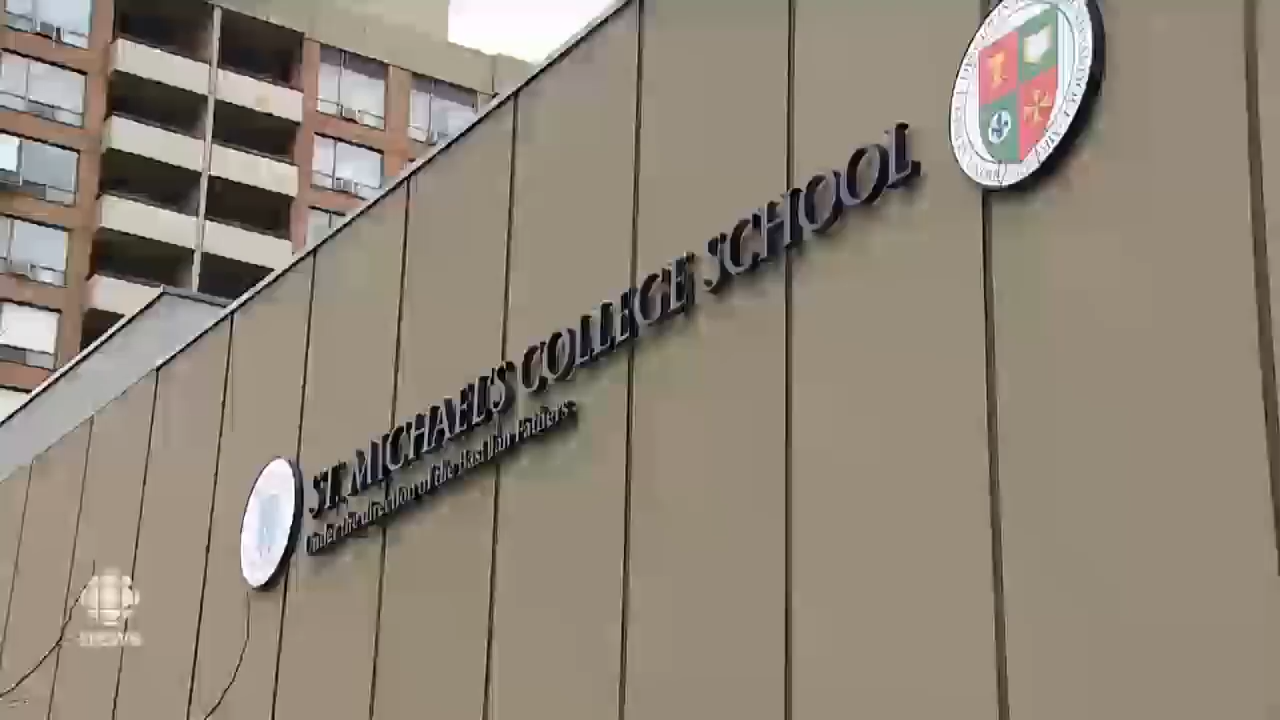 ST. MICHAEL'S COLLEGE SCHOOL
Under the direction of the Basilian Fathers